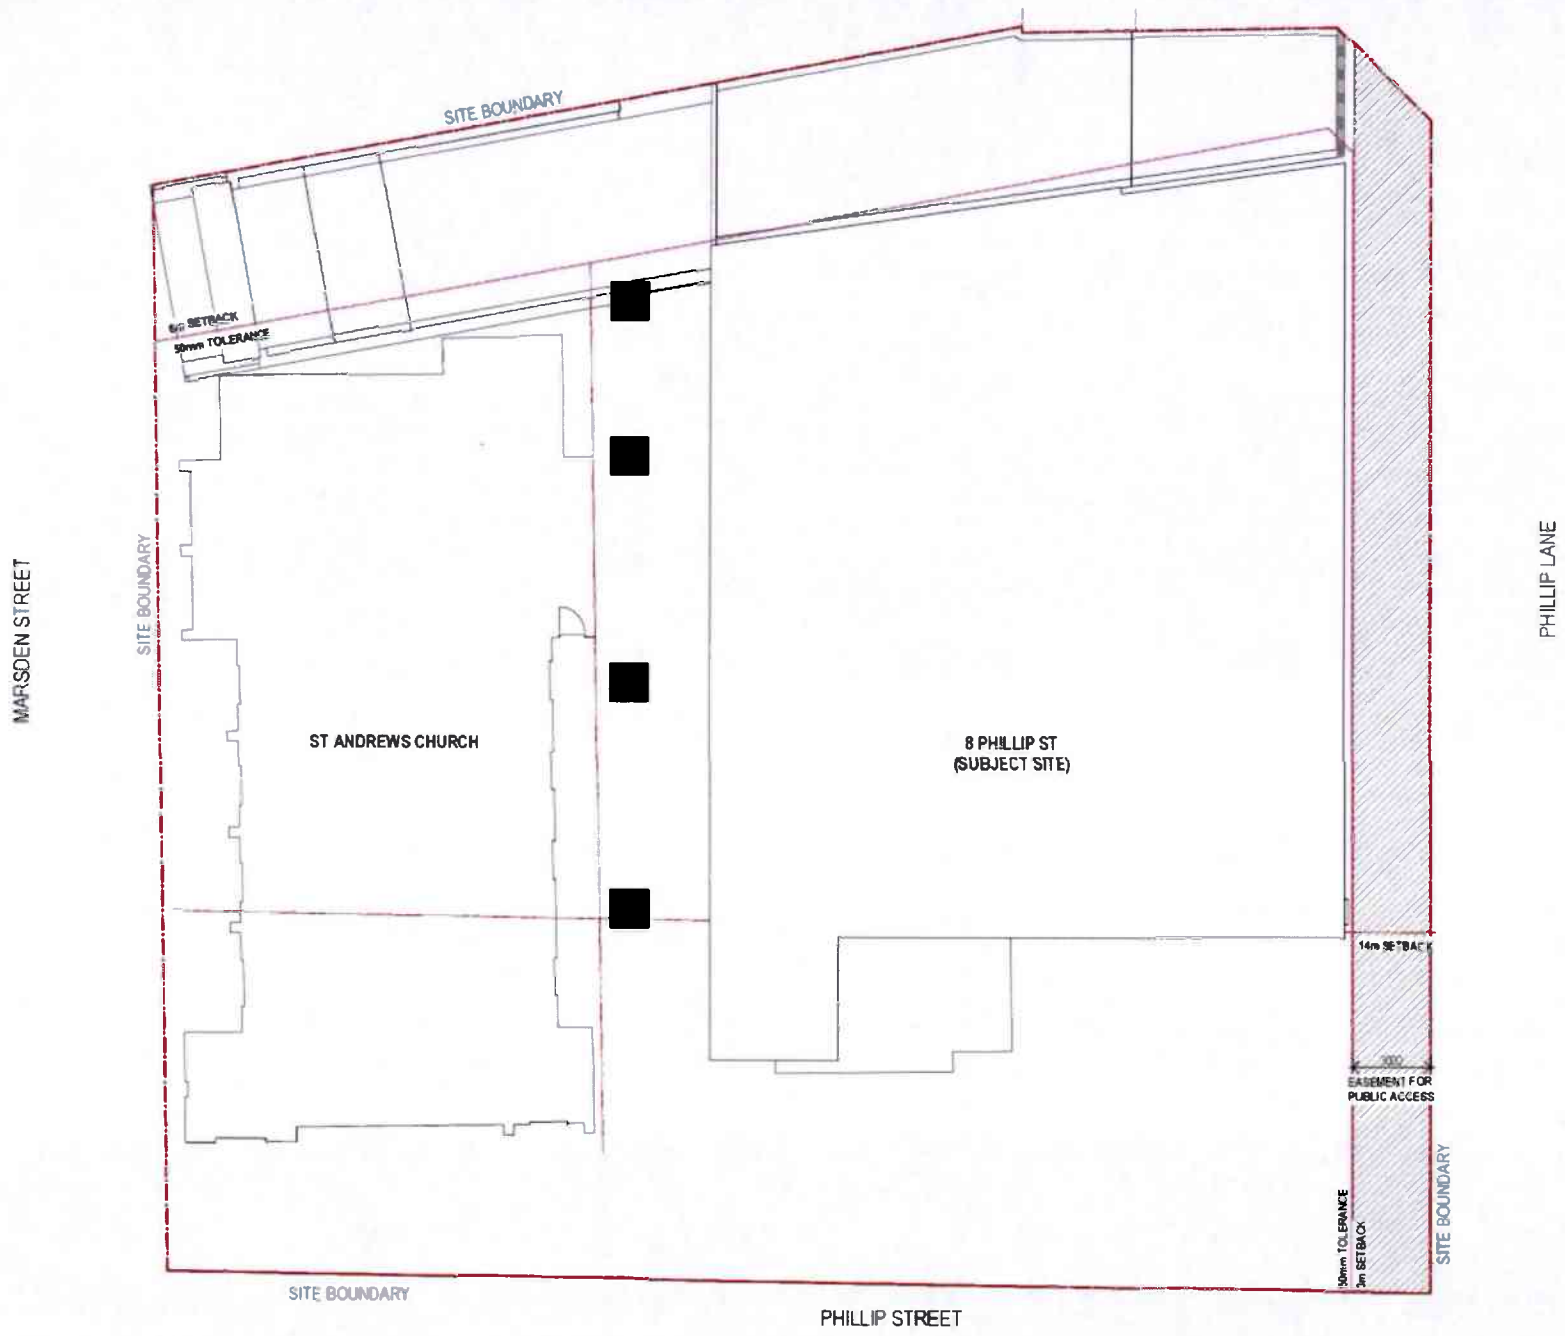 SITE BOUNDARY
6m SETBACK
50mm TOLERANCE
MARSDEN STREET
SITE BOUNDARY
ST ANDREWS CHURCH
8 PHILLIP ST
(SUBJECT SITE)
PHILLIP LANE
14m SETBACK
3000
EASEMENT FOR
PUBLIC ACCESS
50mm TOLERANCE
3m SETBACK
SITE BOUNDARY
SITE BOUNDARY
PHILLIP STREET